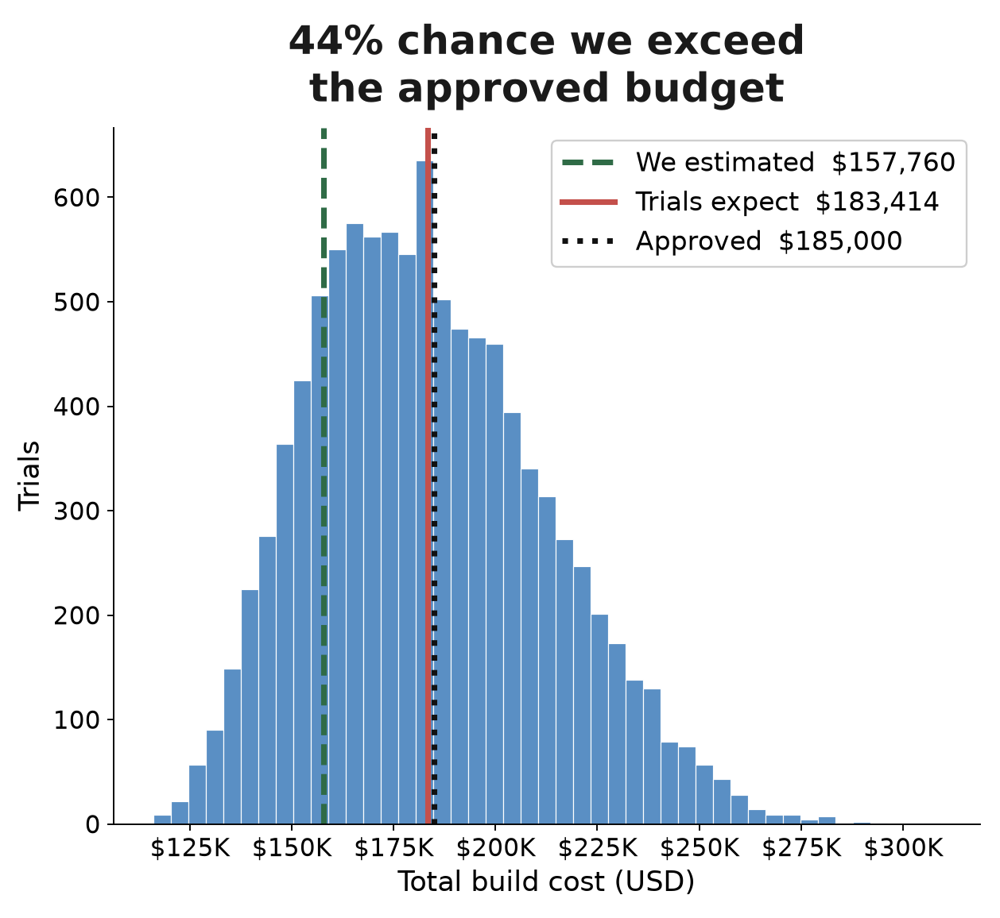 44% chance we exceed
the approved budget
We estimated  $157,760
Trials expect  $183,414
Approved  $185,000
Trials
600
500
400
300
200
100
0
$125K $150K $175K $200K $225K $250K $275K $300K
Total build cost (USD)